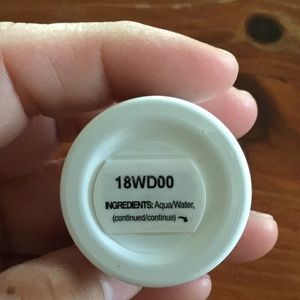 18WD00
INGREDIENTS: Aqua/Water,
(continued/continue)